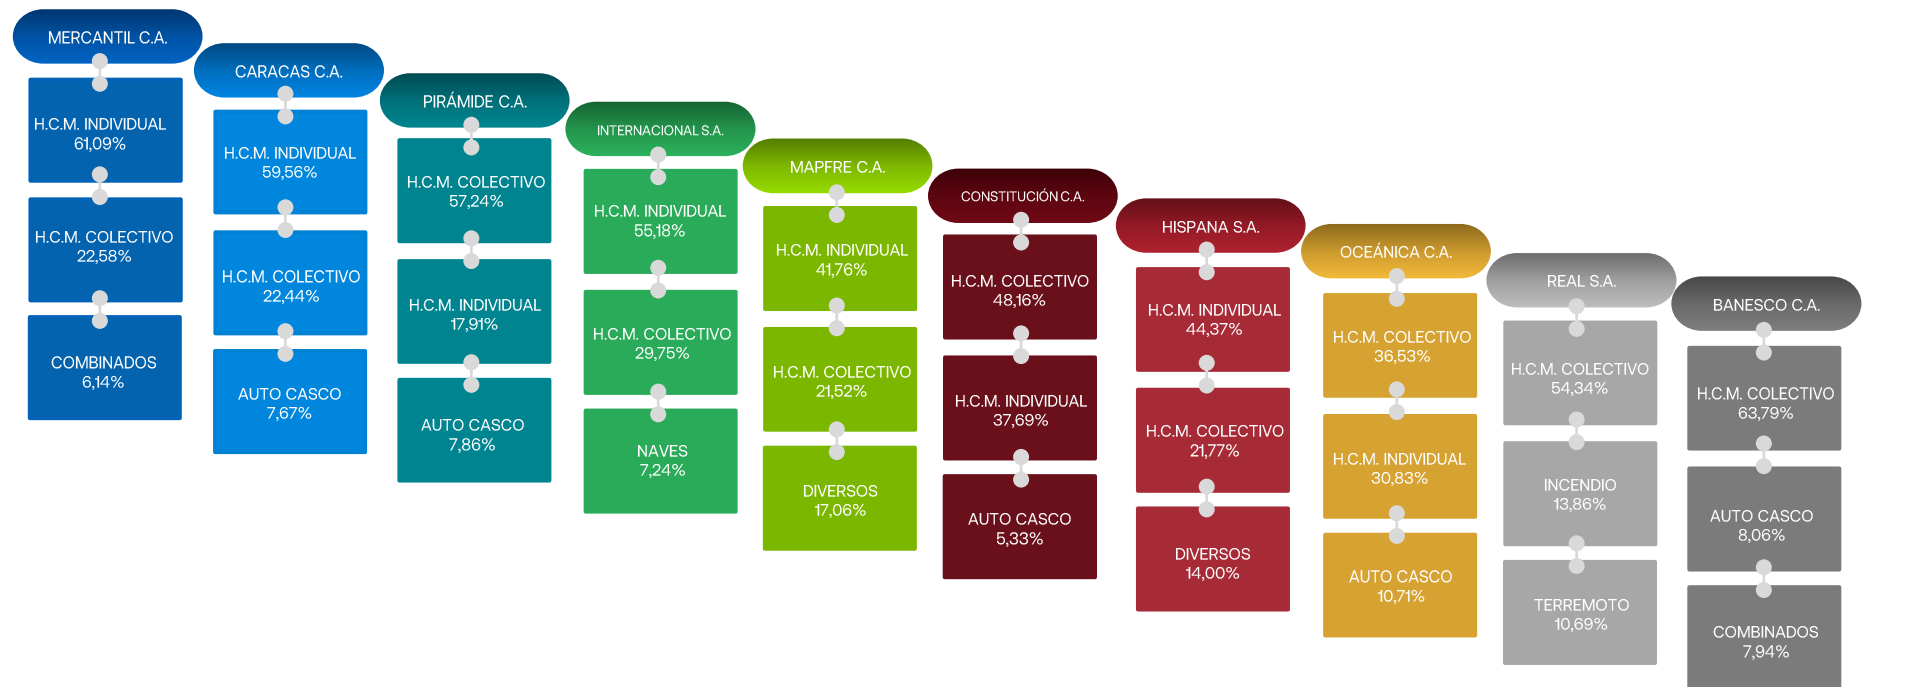 MERCANTIL C.A.
H.C.M. INDIVIDUAL
61,09%
H.C.M. COLECTIVO
22,58%
COMBINADOS
6,14%
CARACAS C.A.
H.C.M. INDIVIDUAL
59,56%
H.C.M. COLECTIVO
22,44%
AUTO CASCO
7,67%
PIRÁMIDE C.A.
H.C.M. COLECTIVO
57,24%
H.C.M. INDIVIDUAL
17,91%
AUTO CASCO
7,86%
INTERNACIONAL S.A.
H.C.M. INDIVIDUAL
55,18%
H.C.M. COLECTIVO
29,75%
NAVES
7,24%
MAPFRE C.A.
H.C.M. INDIVIDUAL
41,76%
H.C.M. COLECTIVO
21,52%
DIVERSOS
17,06%
CONSTITUCIÓN C.A.
H.C.M. COLECTIVO
48,16%
H.C.M. INDIVIDUAL
37,69%
AUTO CASCO
5,33%
HISPANA S.A.
H.C.M. INDIVIDUAL
44,37%
H.C.M. COLECTIVO
21,77%
DIVERSOS
14,00%
OCEÁNICA C.A.
H.C.M. COLECTIVO
36,53%
H.C.M. INDIVIDUAL
30,83%
AUTO CASCO
10,71%
REAL S.A.
H.C.M. COLECTIVO
54,34%
INCENDIO
13,86%
TERREMOTO
10,69%
BANESCO C.A.
H.C.M. COLECTIVO
63,79%
AUTO CASCO
8,06%
COMBINADOS
7,94%